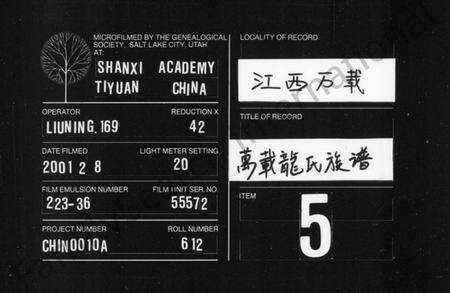 MICROFILMED BY THE GENEALOGICAL
SOCIETY, SALT LAKE CITY, UTAH
AT:
SHANXI ACADEMY
TIYUAN CHINA
OPERATOR REDUCTION X
LIUNING, 169 42
DATE FILMED LIGHT METER SETTING
2001 2 8 20
FILM EMULSION NUMBER FILM UNIT SER. NO.
223-36 55572
PROJECT NUMBER ROLL NUMBER
CHIN0010A 612
LOCALITY OF RECORD
江西万载
TITLE OF RECORD
萬載龍氏族谱
ITEM
5